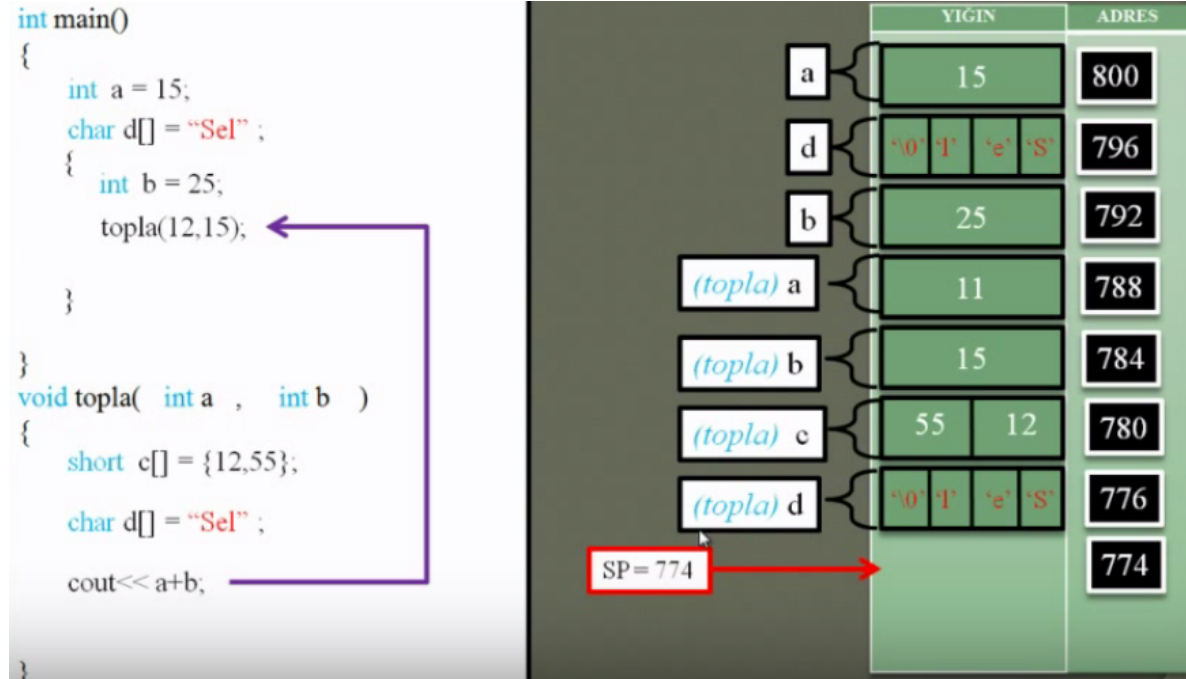 int main()
{
int a = 15;
char d[] = “Sel” ;
{
int b = 25;
topla(12,15);
}
}
void topla( int a , int b )
{
short c[] = {12,55};
char d[] = “Sel” ;
cout<< a+b;
}
YIĞIN ADRES
a 15 800
d ‘\0’ ‘l’ ‘e’ ‘S’ 796
b 25 792
(topla) a 11 788
(topla) b 15 784
(topla) c 55 12 780
(topla) d ‘\0’ ‘l’ ‘e’ ‘S’ 776
SP = 774 774